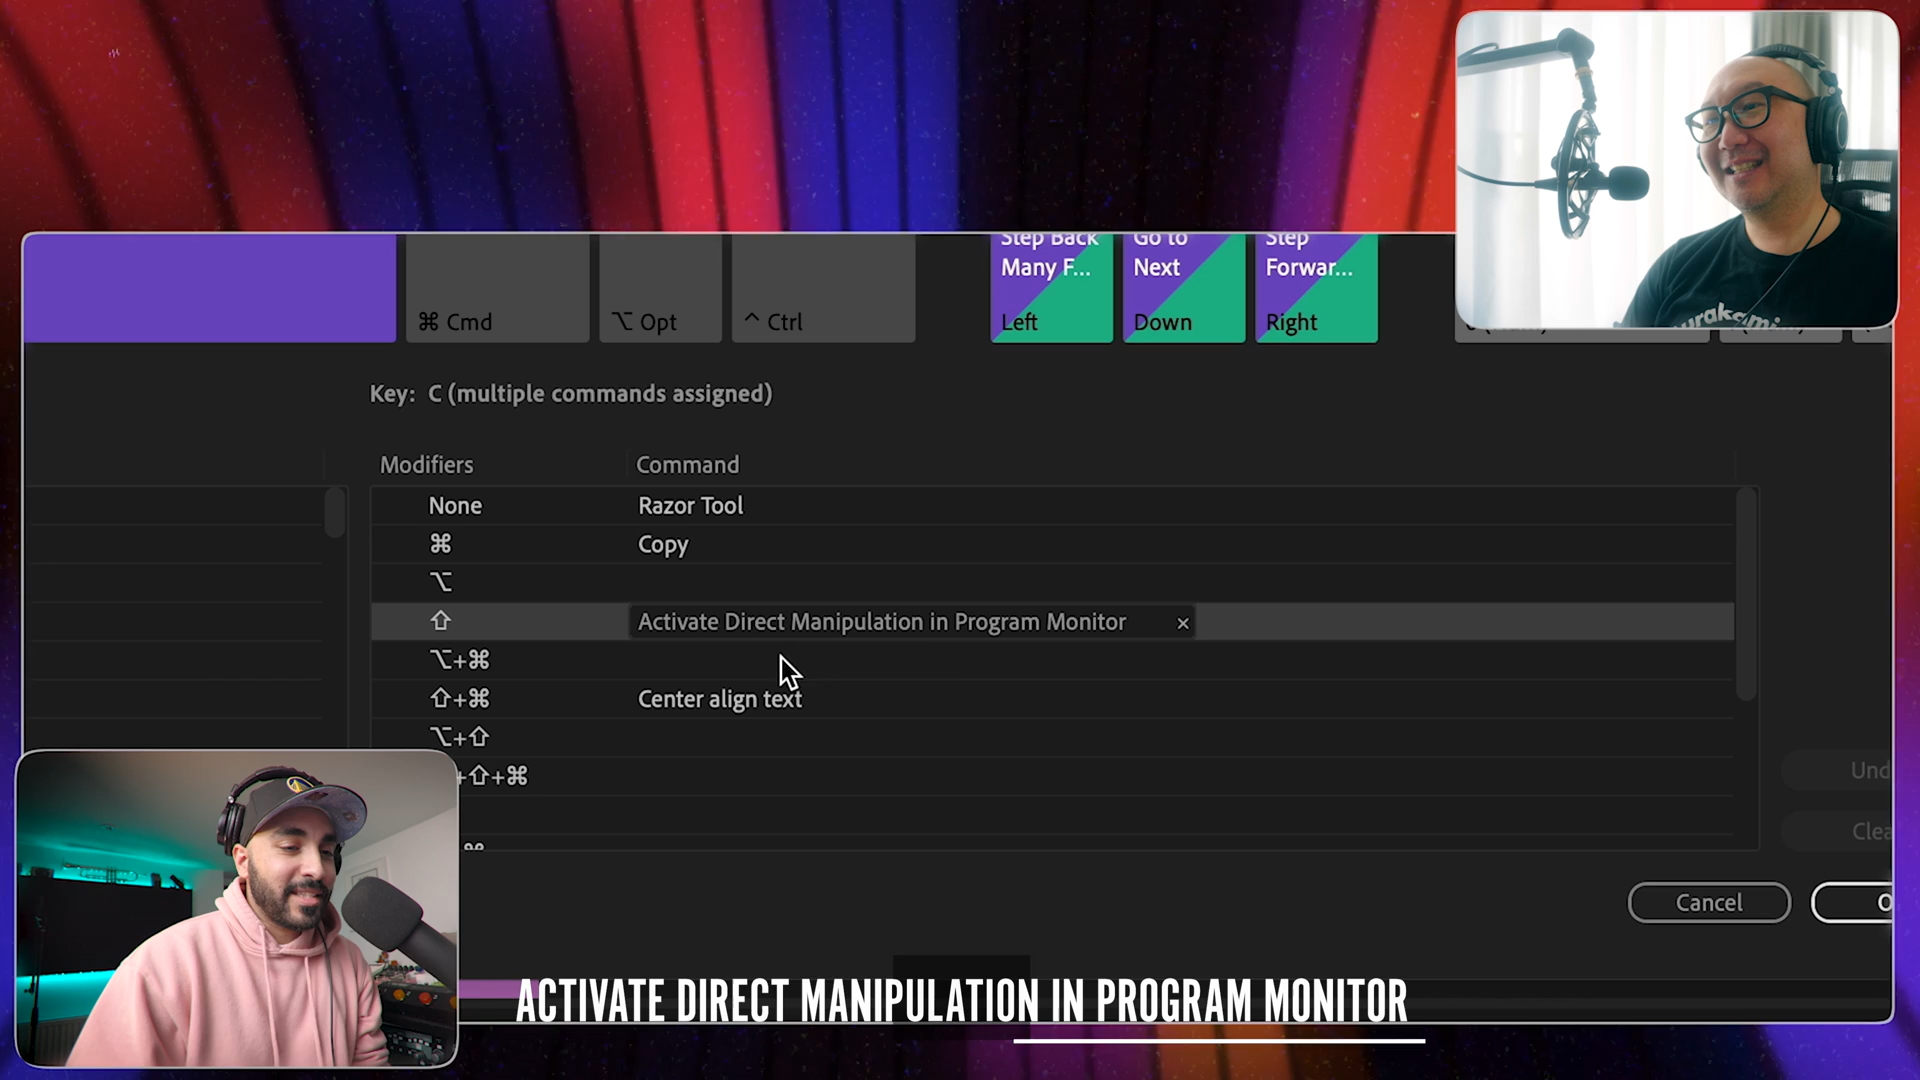 Step Back
Many F...
Left
Go to
Next
Down
Step
Forwar...
Right
⌘ Cmd
⌥ Opt
^ Ctrl
Key: C (multiple commands assigned)
Modifiers Command
None Razor Tool
⌘ Copy
⌥
⇧ Activate Direct Manipulation in Program Monitor ×
⌥+⌘
⇧+⌘ Center align text
⌥+⇧
+⇧+⌘
⌘
Und
Clea
Cancel
O
ACTIVATE DIRECT MANIPULATION IN PROGRAM MONITOR